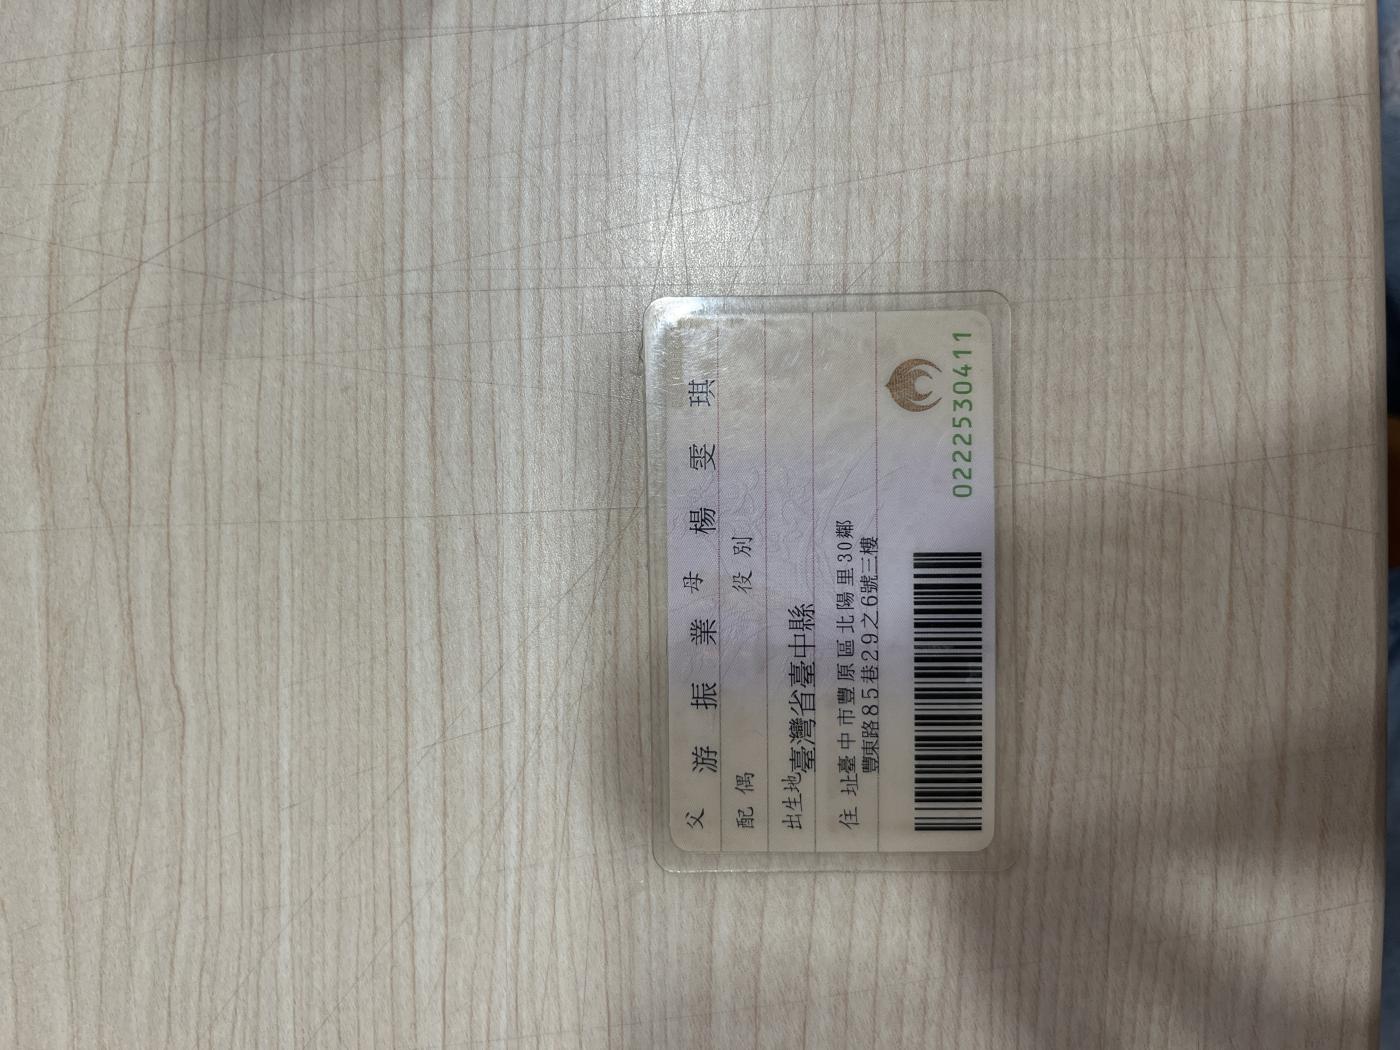 父 游振業 母 楊雯琪
配偶 役別
出生地 臺灣省臺中縣
住址 臺中市豐原區北陽里30鄰
豐東路85巷29之6號三樓
0222530411